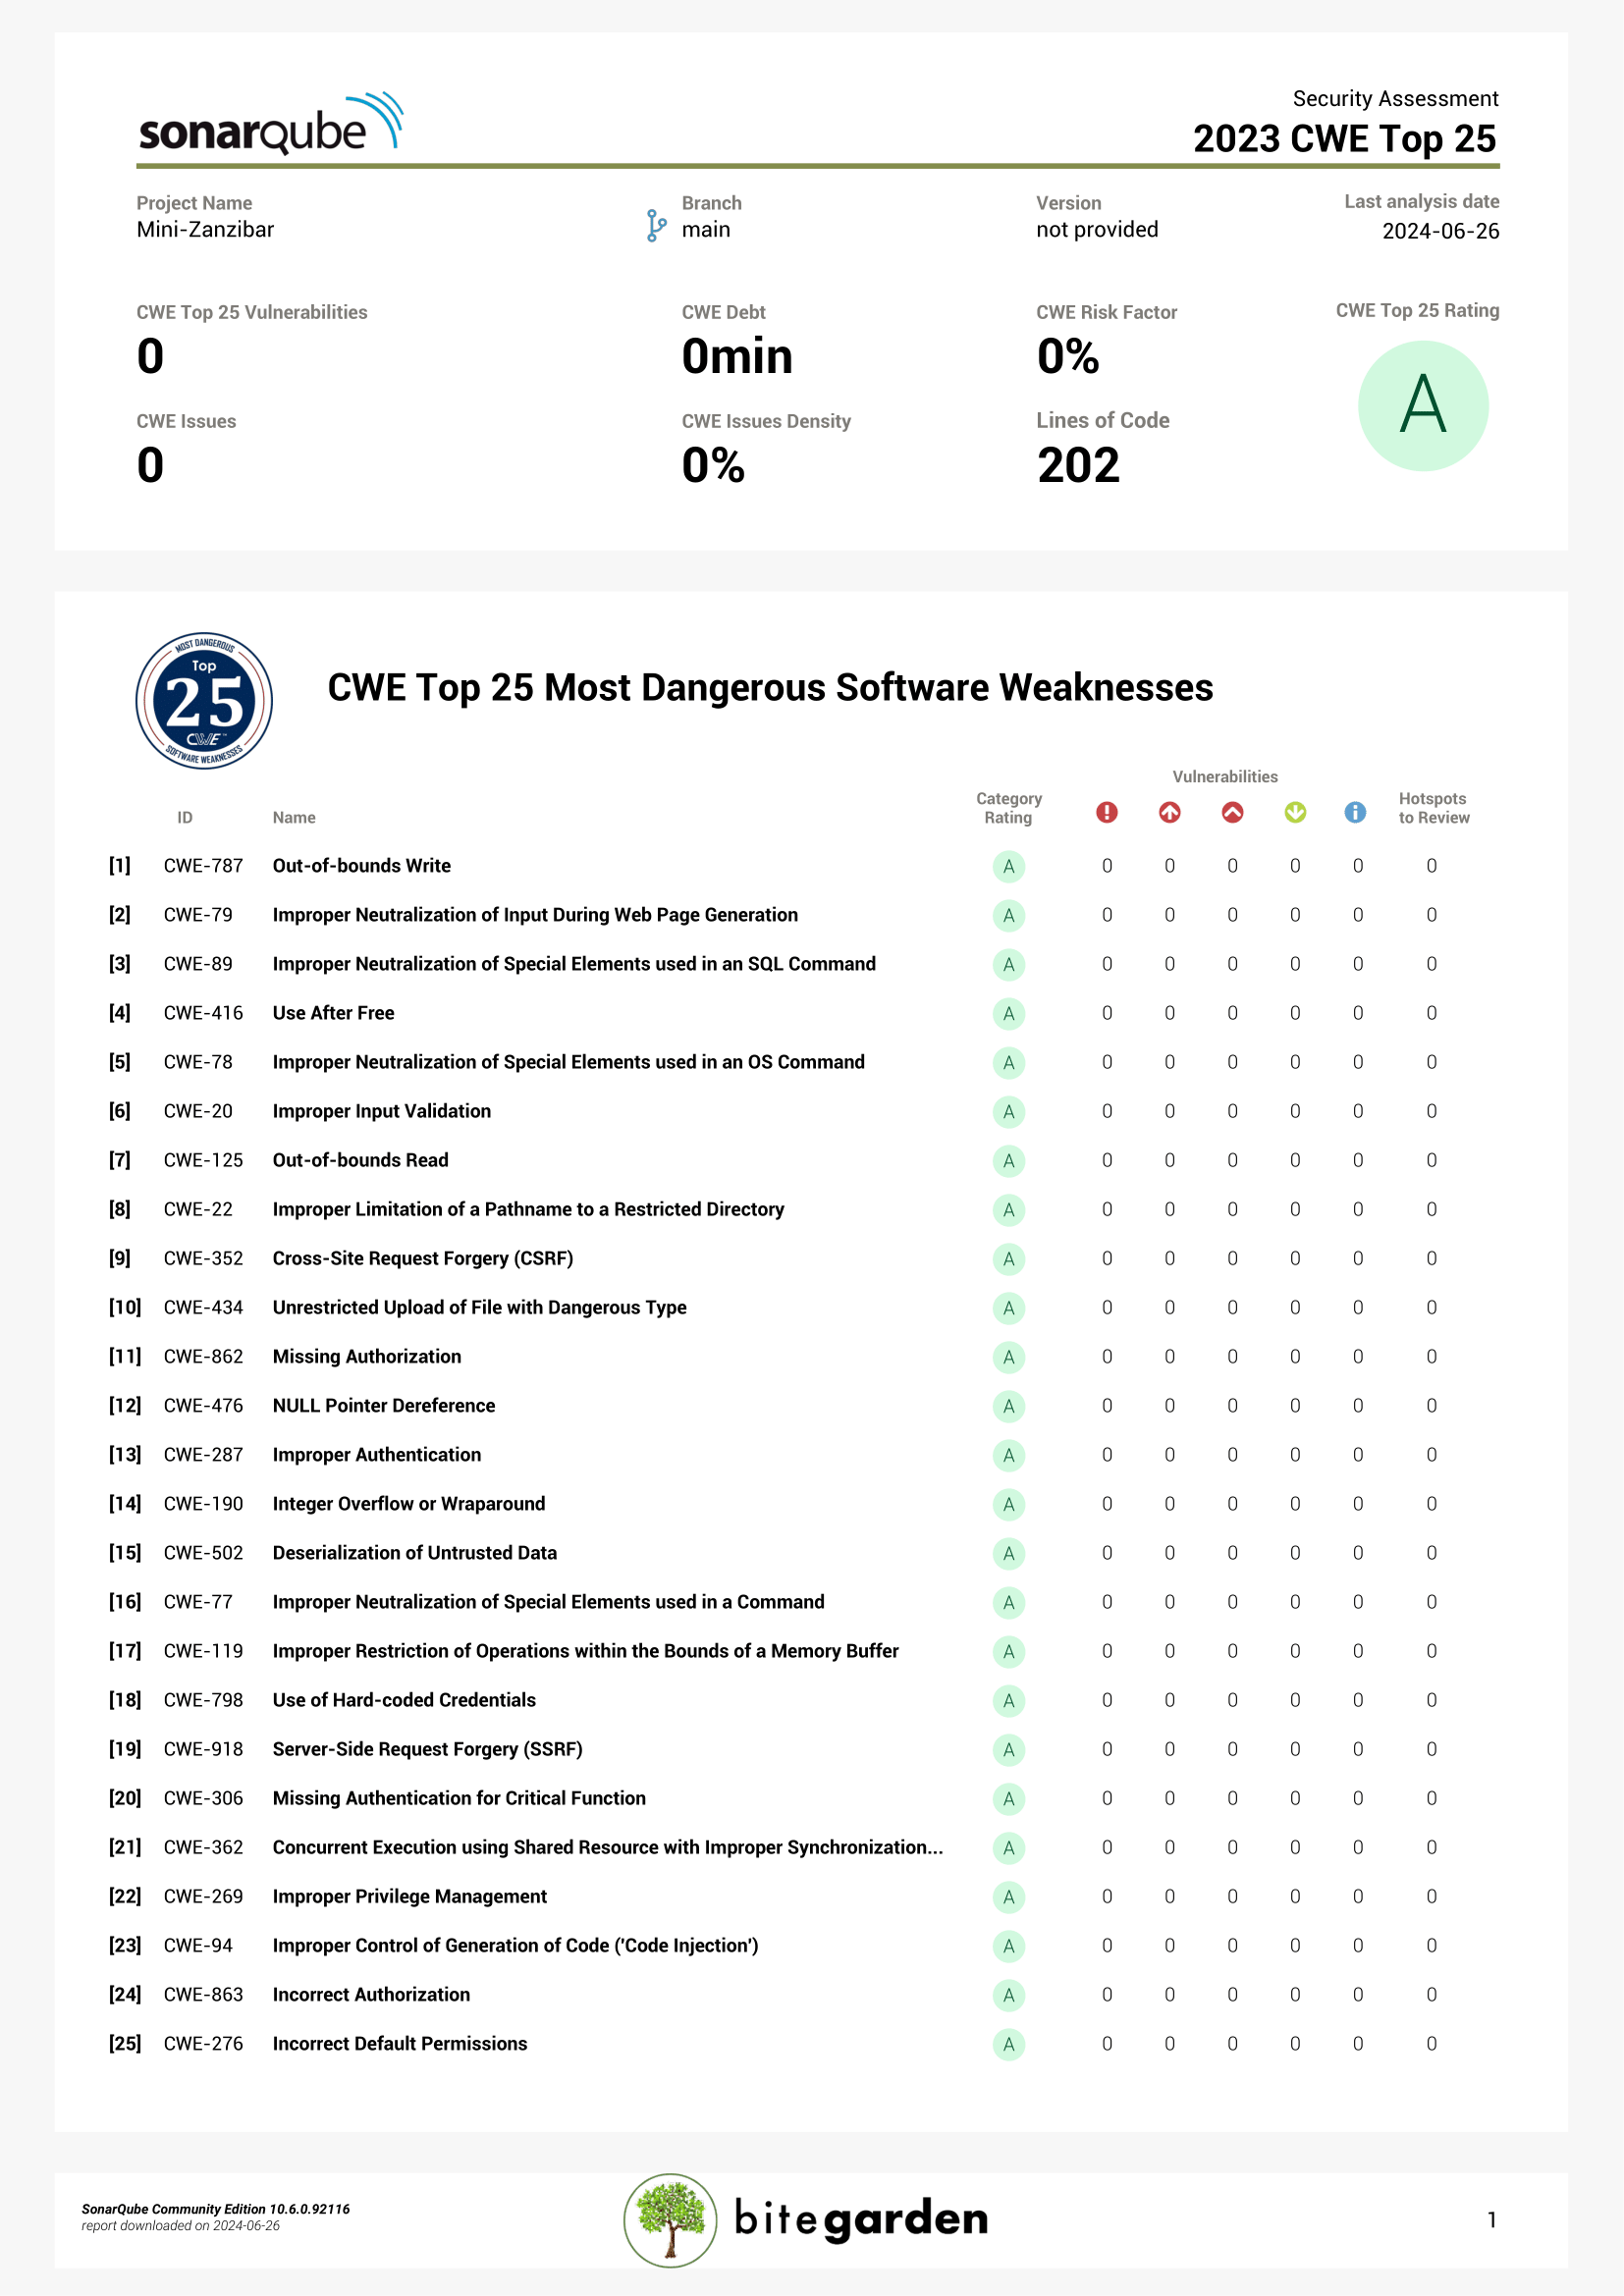 sonarqube
Security Assessment
2023 CWE Top 25
Project Name
Mini-Zanzibar
Branch
main
Version
not provided
Last analysis date
2024-06-26
CWE Top 25 Vulnerabilities
0
CWE Debt
0min
CWE Risk Factor
0%
CWE Top 25 Rating
A
CWE Issues
0
CWE Issues Density
0%
Lines of Code
202
MOST DANGEROUS
Top
25
CWE™
SOFTWARE WEAKNESSES
CWE Top 25 Most Dangerous Software Weaknesses
Vulnerabilities
ID Name Category Rating Hotspots to Review
[1] CWE-787 Out-of-bounds Write A 0 0 0 0 0 0
[2] CWE-79 Improper Neutralization of Input During Web Page Generation A 0 0 0 0 0 0
[3] CWE-89 Improper Neutralization of Special Elements used in an SQL Command A 0 0 0 0 0 0
[4] CWE-416 Use After Free A 0 0 0 0 0 0
[5] CWE-78 Improper Neutralization of Special Elements used in an OS Command A 0 0 0 0 0 0
[6] CWE-20 Improper Input Validation A 0 0 0 0 0 0
[7] CWE-125 Out-of-bounds Read A 0 0 0 0 0 0
[8] CWE-22 Improper Limitation of a Pathname to a Restricted Directory A 0 0 0 0 0 0
[9] CWE-352 Cross-Site Request Forgery (CSRF) A 0 0 0 0 0 0
[10] CWE-434 Unrestricted Upload of File with Dangerous Type A 0 0 0 0 0 0
[11] CWE-862 Missing Authorization A 0 0 0 0 0 0
[12] CWE-476 NULL Pointer Dereference A 0 0 0 0 0 0
[13] CWE-287 Improper Authentication A 0 0 0 0 0 0
[14] CWE-190 Integer Overflow or Wraparound A 0 0 0 0 0 0
[15] CWE-502 Deserialization of Untrusted Data A 0 0 0 0 0 0
[16] CWE-77 Improper Neutralization of Special Elements used in a Command A 0 0 0 0 0 0
[17] CWE-119 Improper Restriction of Operations within the Bounds of a Memory Buffer A 0 0 0 0 0 0
[18] CWE-798 Use of Hard-coded Credentials A 0 0 0 0 0 0
[19] CWE-918 Server-Side Request Forgery (SSRF) A 0 0 0 0 0 0
[20] CWE-306 Missing Authentication for Critical Function A 0 0 0 0 0 0
[21] CWE-362 Concurrent Execution using Shared Resource with Improper Synchronization... A 0 0 0 0 0 0
[22] CWE-269 Improper Privilege Management A 0 0 0 0 0 0
[23] CWE-94 Improper Control of Generation of Code ('Code Injection') A 0 0 0 0 0 0
[24] CWE-863 Incorrect Authorization A 0 0 0 0 0 0
[25] CWE-276 Incorrect Default Permissions A 0 0 0 0 0 0
SonarQube Community Edition 10.6.0.92116
report downloaded on 2024-06-26
bitegarden
1